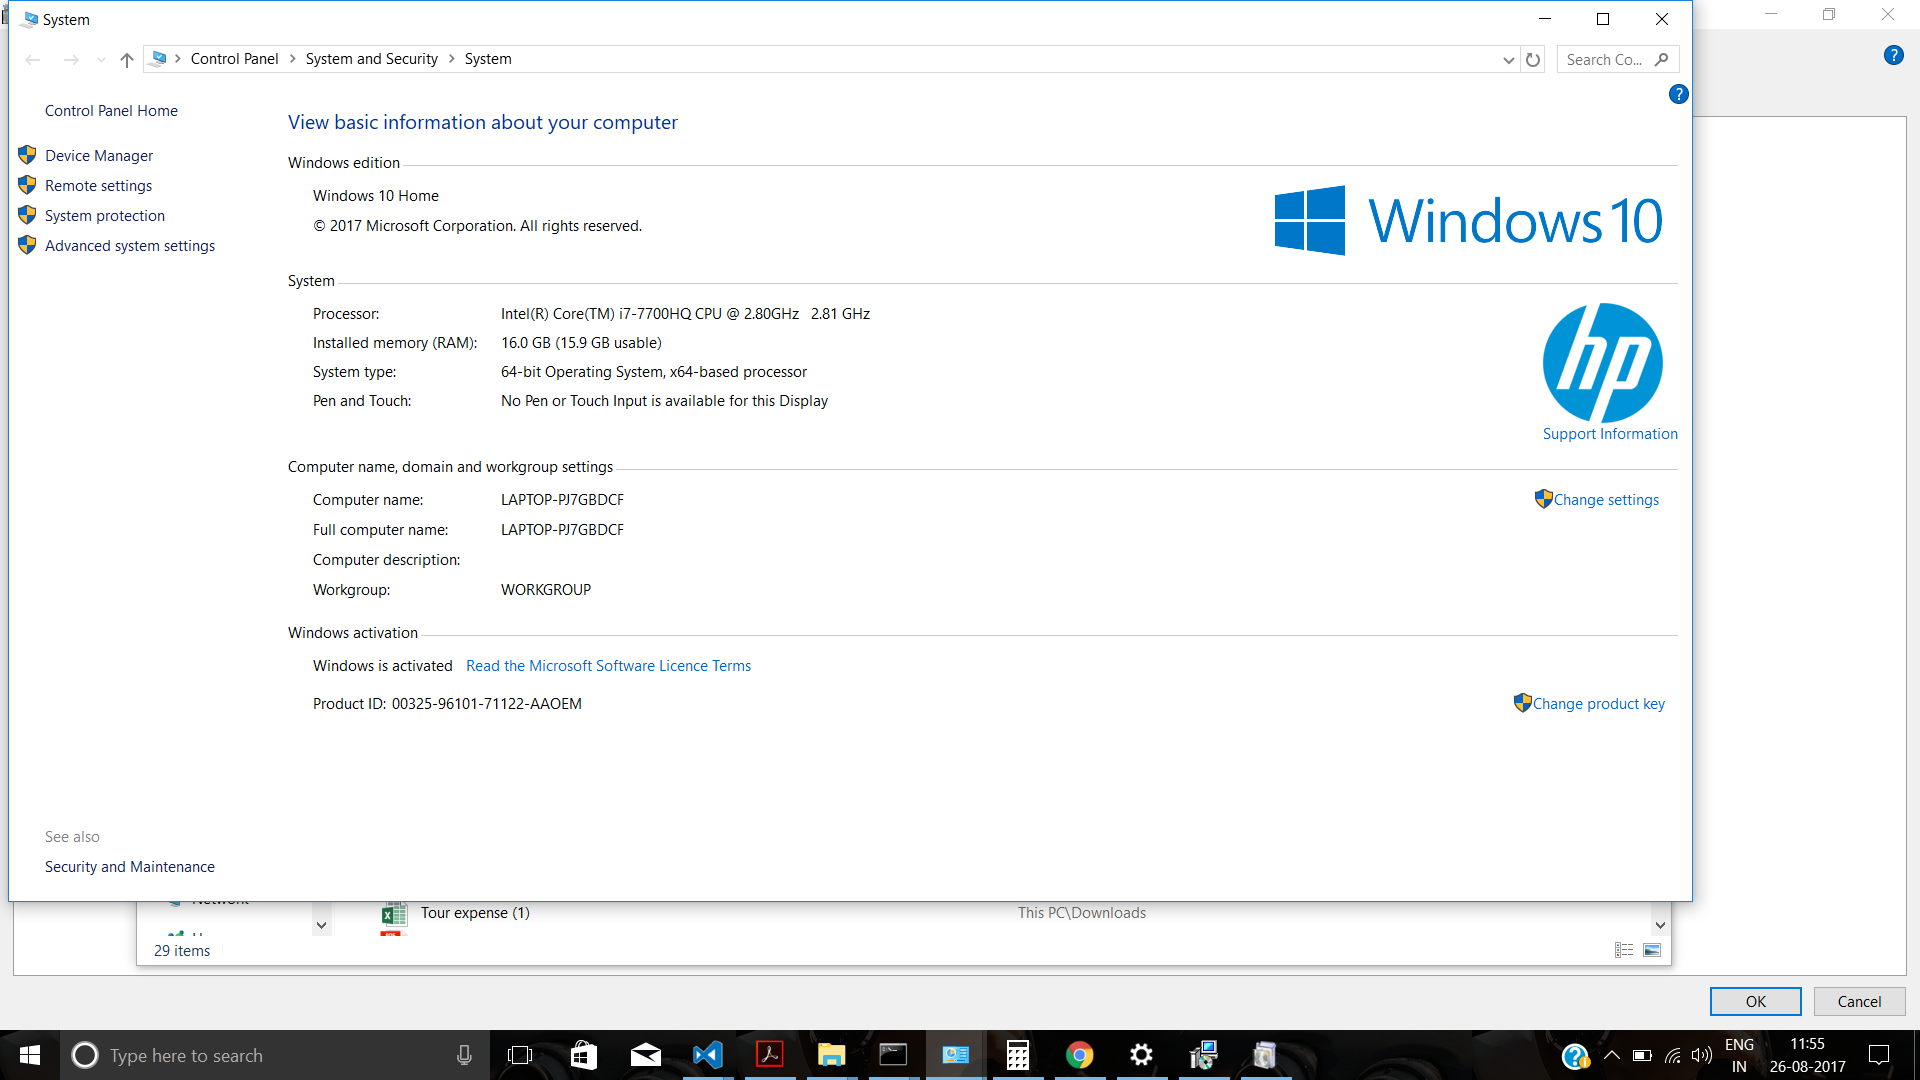 System
Control Panel > System and Security > System
Search Co...
Control Panel Home
Device Manager
Remote settings
System protection
Advanced system settings
See also
Security and Maintenance
View basic information about your computer
Windows edition
Windows 10 Home
© 2017 Microsoft Corporation. All rights reserved.
Windows 10
System
Processor: Intel(R) Core(TM) i7-7700HQ CPU @ 2.80GHz 2.81 GHz
Installed memory (RAM): 16.0 GB (15.9 GB usable)
System type: 64-bit Operating System, x64-based processor
Pen and Touch: No Pen or Touch Input is available for this Display
hp
Support Information
Computer name, domain and workgroup settings
Computer name: LAPTOP-PJ7GBDCF
Change settings
Full computer name: LAPTOP-PJ7GBDCF
Computer description:
Workgroup: WORKGROUP
Windows activation
Windows is activated Read the Microsoft Software Licence Terms
Product ID: 00325-96101-71122-AAOEM
Change product key
Network
Tour expense (1) This PC\Downloads
29 items
OK Cancel
Type here to search
ENG
IN
11:55
26-08-2017